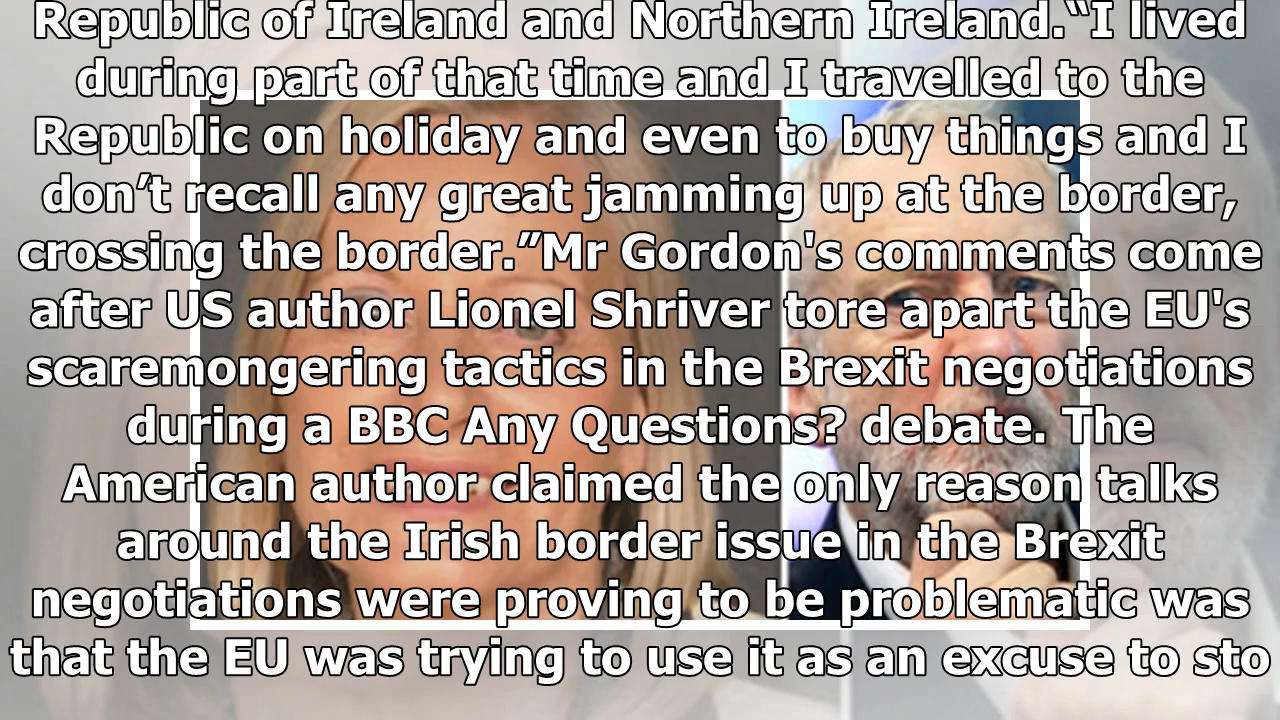 Republic of Ireland and Northern Ireland.“I lived
during part of that time and I travelled to the
Republic on holiday and even to buy things and I
don’t recall any great jamming up at the border,
crossing the border.”Mr Gordon's comments come
after US author Lionel Shriver tore apart the EU's
scaremongering tactics in the Brexit negotiations
during a BBC Any Questions? debate. The
American author claimed the only reason talks
around the Irish border issue in the Brexit
negotiations were proving to be problematic was
that the EU was trying to use it as an excuse to sto